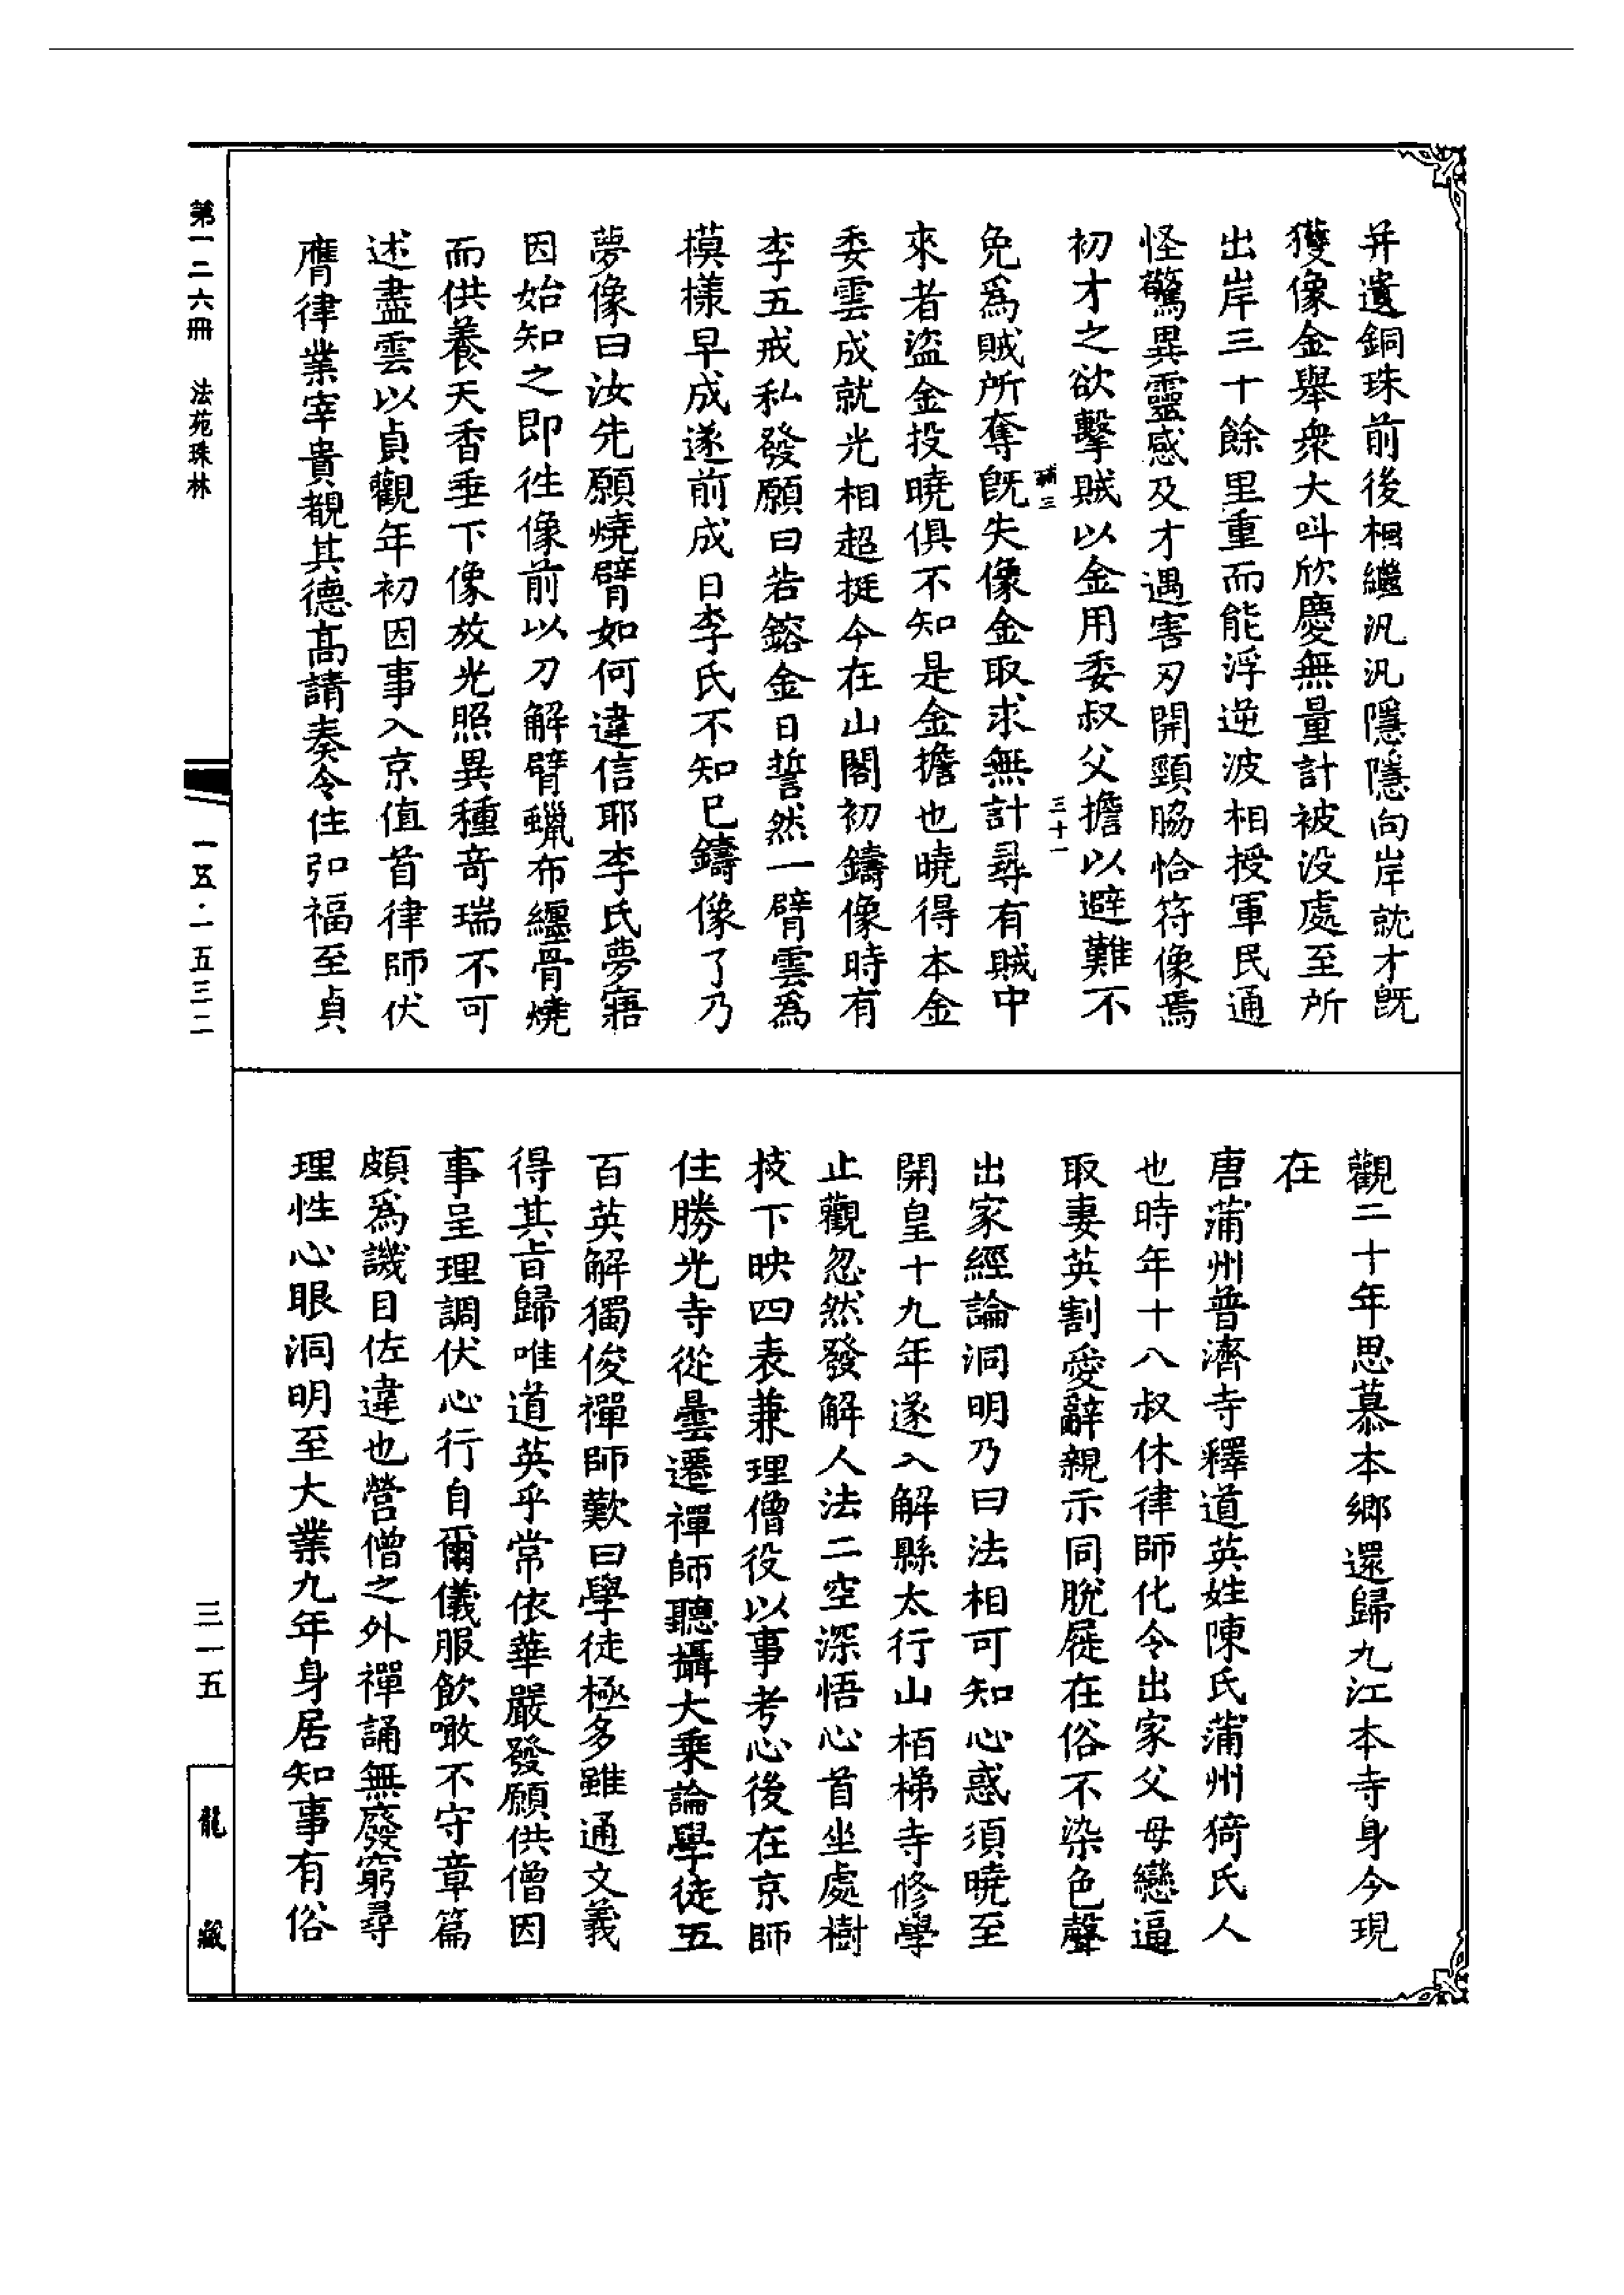 并遺銅珠前後相繼汎汎隱隱向岸就才旣
獲像金舉衆大叫欣慶無量計被没處至所
出岸三十餘里重而能浮逆波相授軍民通
怪驚異靈感及才遇害刃開頸脇恰符像焉
初才之欲擊賊以金用委叔父擔以避難不
輔三
三十一
免爲賊所奪旣失像金取求無計尋有賊中
來者盜金投曉俱不知是金擔也曉得本金
委雲成就光相超挺今在山閣初鑄像時有
李五戒私發願曰若鎔金日誓然一臂雲爲
摸樣早成遂前成日李氏不知已鑄像了乃
夢像曰汝先願燒臂如何違信耶李氏夢寤
因始知之即徃像前以刀解臂蠟布纏骨燒
而供養天香垂下像放光照異種奇瑞不可
述盡雲以貞觀年初因事入京值首律師伏
膺律業宰貴覩其德高請奏令住弘福至貞
觀二十年思慕本鄉還歸九江本寺身今現
在
唐蒲州普濟寺釋道英姓陳氏蒲州猗氏人
也時年十八叔休律師化令出家父母戀逼
取妻英割愛辭親示同脫屣在俗不染色聲
出家經論洞明乃曰法相可知心惑須曉至
開皇十九年遂入解縣太行山栢梯寺修學
止觀忽然發解人法二空深悟心首坐處樹
枝下映四表兼理僧役以事考心後在京師
住勝光寺從曇遷禪師聽攝大乗論學徒五
百英解獨俊禪師歎曰學徒極多雖通文義
得其旨歸唯道英乎常依華嚴發願供僧因
事呈理調伏心行自爾儀服飲噉不守章篇
頗爲譏目佐違也營僧之外禪誦無廢窮尋
理性心眼洞明至大業九年身居知事有俗
第一二六冊 法苑珠林
一五·一五三二
三一五
龍藏